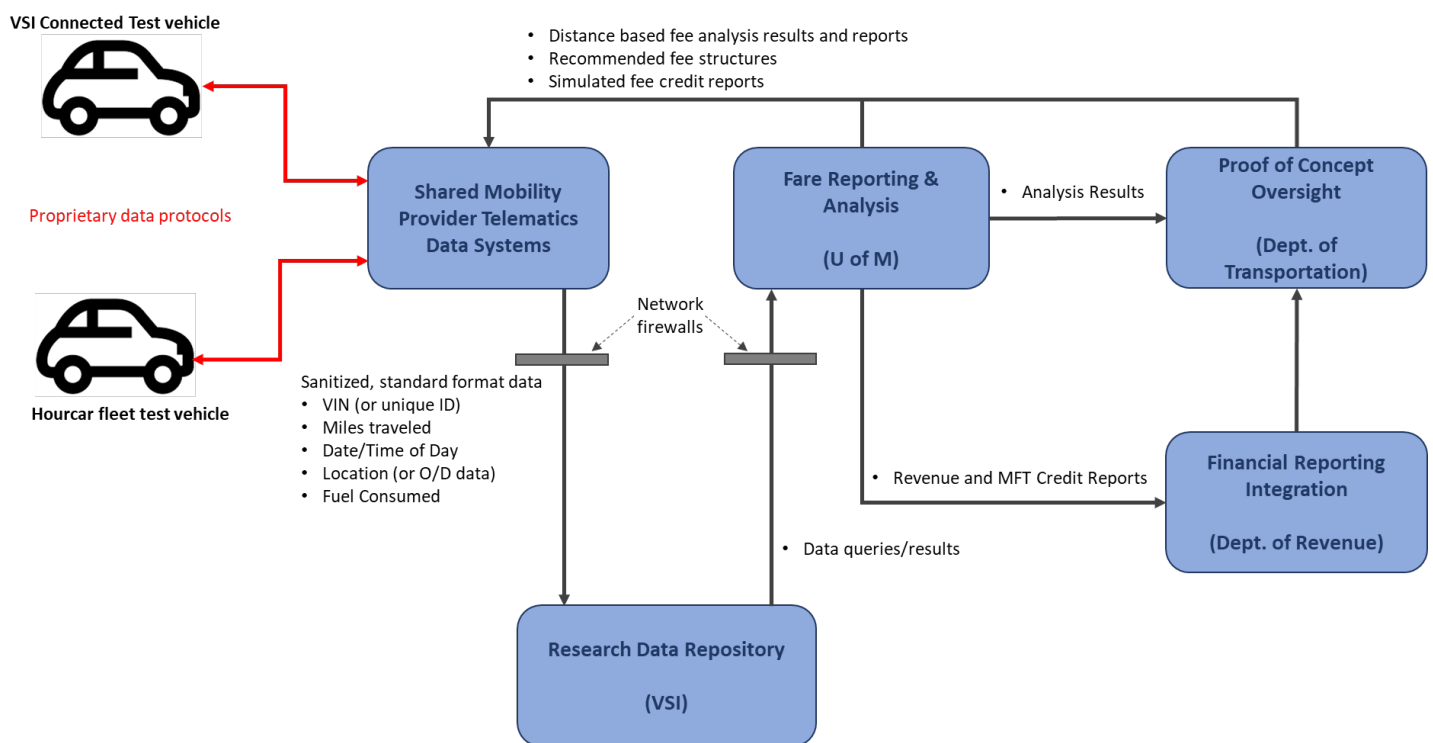 VSI Connected Test vehicle
• Distance based fee analysis results and reports
• Recommended fee structures
• Simulated fee credit reports
Shared Mobility
Provider Telematics
Data Systems
Fare Reporting &
Analysis
(U of M)
• Analysis Results
Proof of Concept
Oversight
(Dept. of
Transportation)
Proprietary data protocols
Network
firewalls
Hourcar fleet test vehicle
Sanitized, standard format data
• VIN (or unique ID)
• Miles traveled
• Date/Time of Day
• Location (or O/D data)
• Fuel Consumed
• Revenue and MFT Credit Reports
Financial Reporting
Integration
(Dept. of Revenue)
• Data queries/results
Research Data Repository
(VSI)